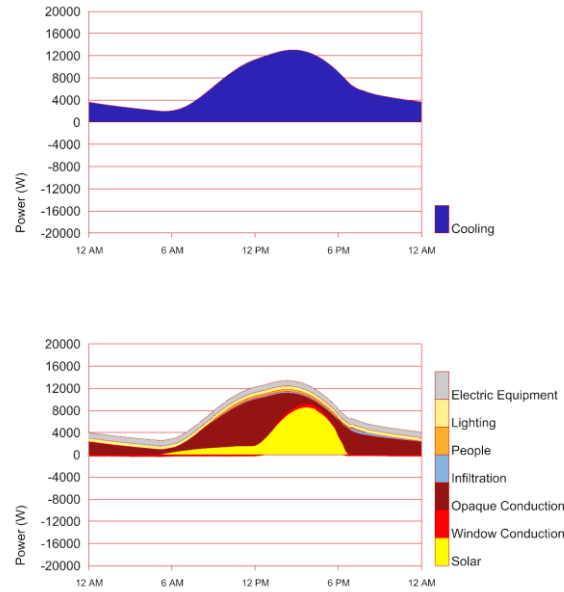 20000
16000
12000
8000
4000
0
-4000
-8000
-12000
-16000
-20000
Power (W)
12 AM 6 AM 12 PM 6 PM 12 AM
Cooling
20000
16000
12000
8000
4000
0
-4000
-8000
-12000
-16000
-20000
Power (W)
12 AM 6 AM 12 PM 6 PM 12 AM
Electric Equipment
Lighting
People
Infiltration
Opaque Conduction
Window Conduction
Solar